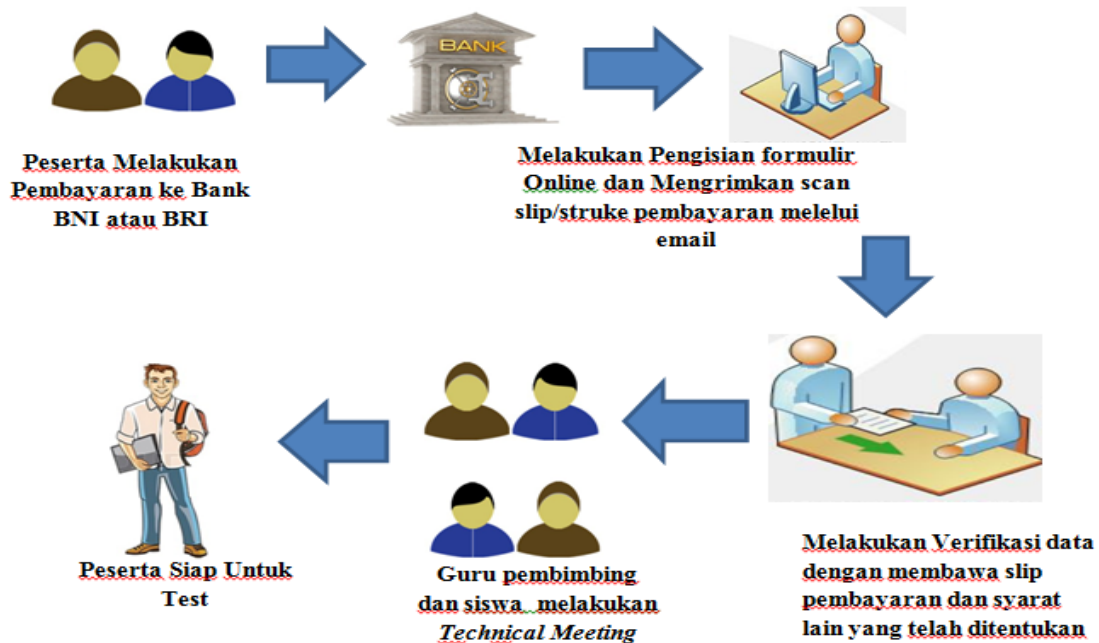 BANK
Peserta Melakukan
Pembayaran ke Bank
BNI atau BRI
Melakukan Pengisian formulir
Online dan Mengrimkan scan
slip/struke pembayaran melelui
email
Melakukan Verifikasi data
dengan membawa slip
pembayaran dan syarat
lain yang telah ditentukan
Guru pembimbing
dan siswa melakukan
Technical Meeting
Peserta Siap Untuk
Test